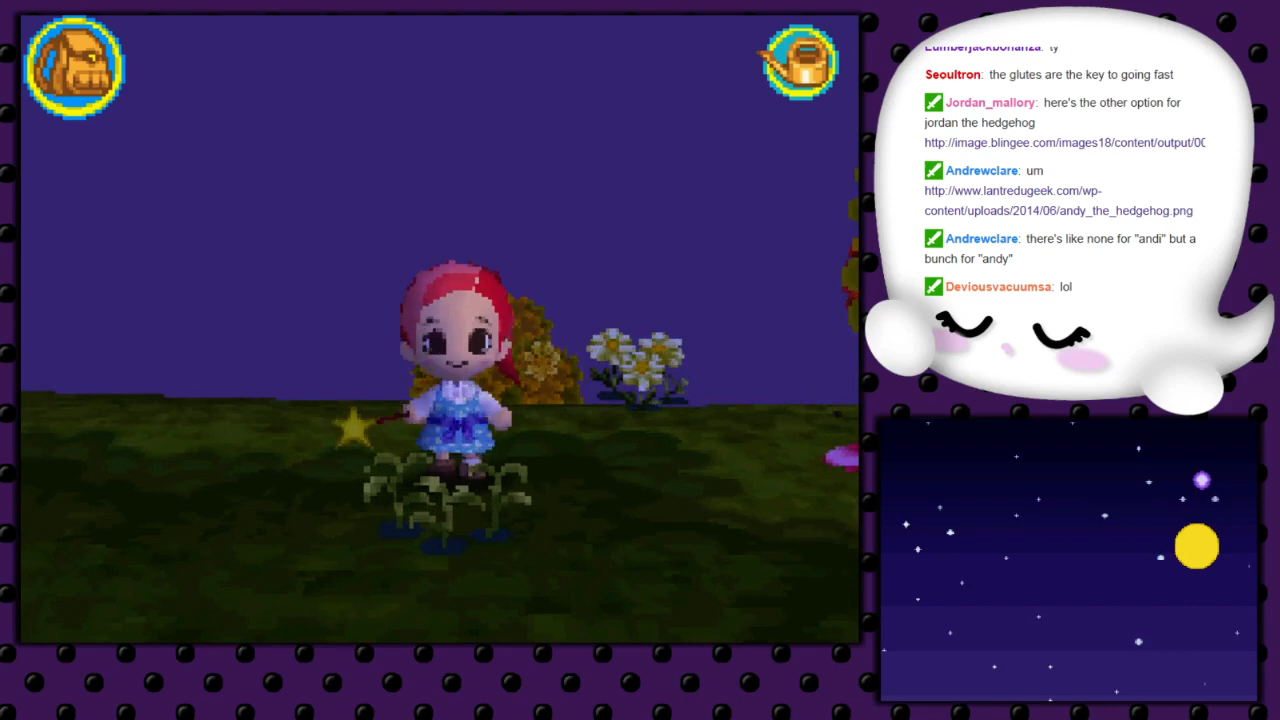 Lumberjackbonanza: ty
Seoultron: the glutes are the key to going fast
Jordan_mallory: here's the other option for
jordan the hedgehog
http://image.blingee.com/images18/content/output/00
Andrewclare: um
http://www.lantredugeek.com/wp-
content/uploads/2014/06/andy_the_hedgehog.png
Andrewclare: there's like none for "andi" but a
bunch for "andy"
Deviousvacuumsa: lol